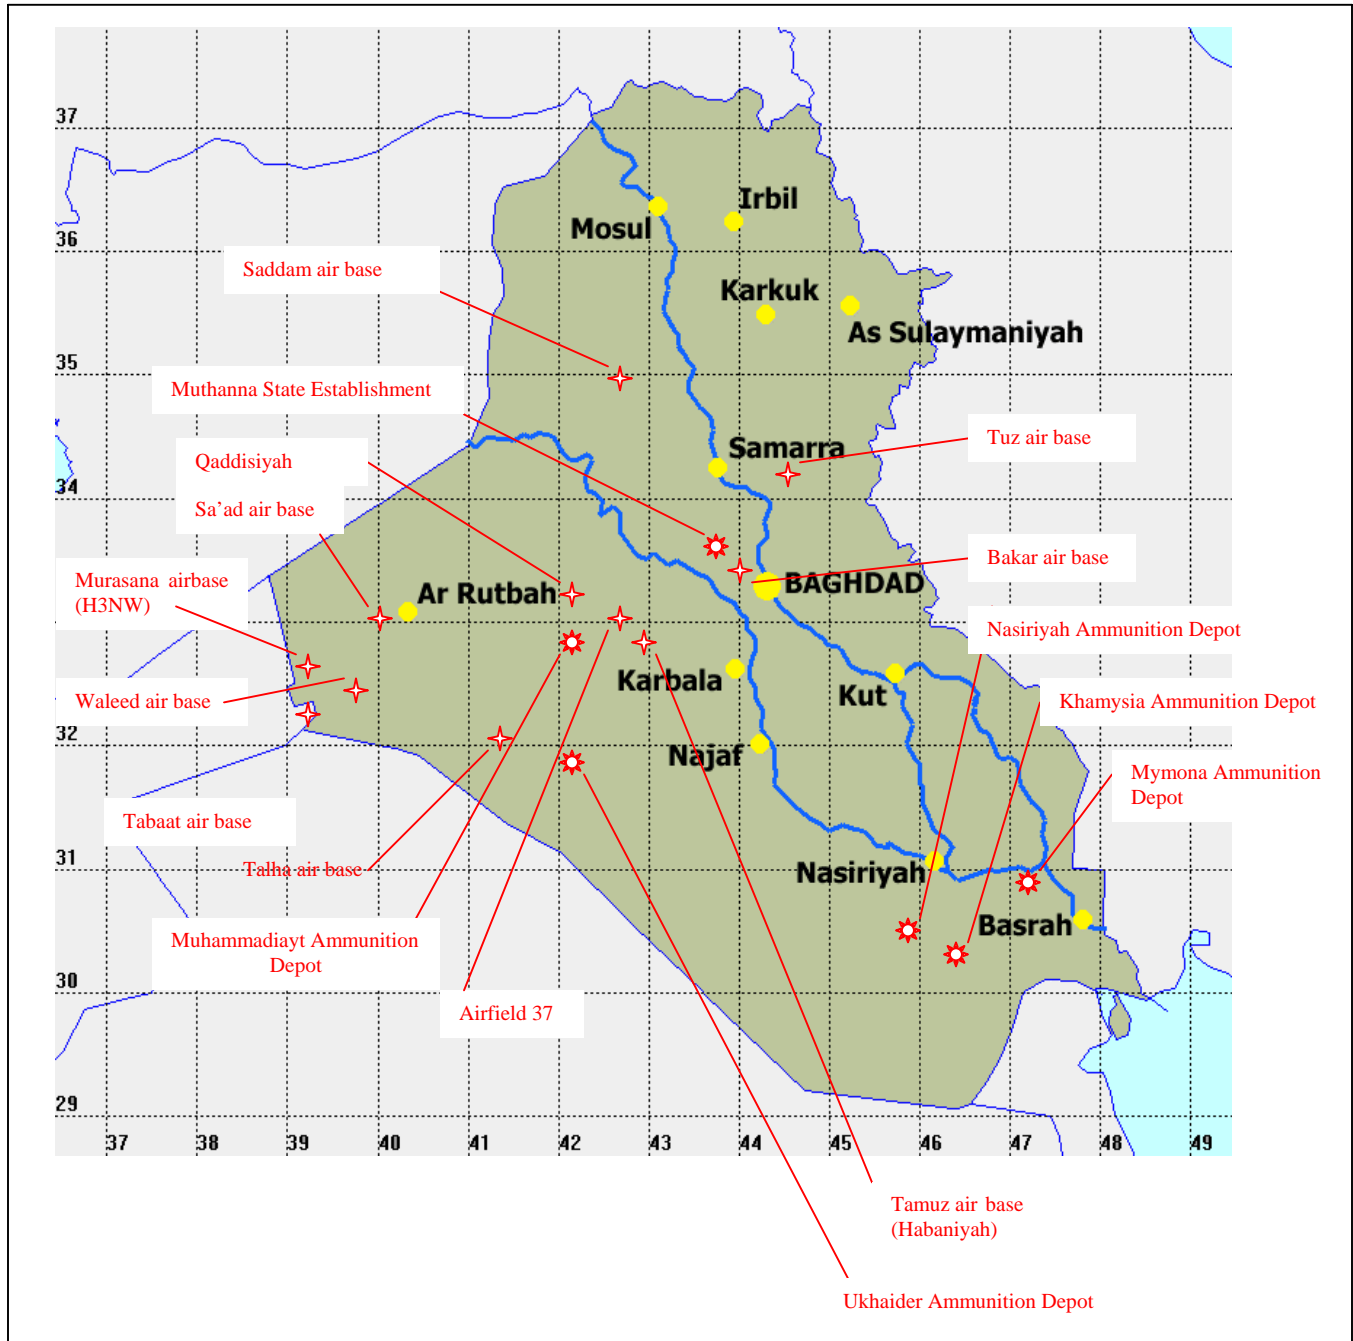 37
Irbil
Mosul
36
Saddam air base
Karkuk
As Sulaymaniyah
35
Muthanna State Establishment
Samarra
Tuz air base
Qaddisiyah
34
Sa’ad air base
Bakar air base
Murasana airbase
(H3NW)
Ar Rutbah
BAGHDAD
33
Nasiriyah Ammunition Depot
Karbala
Kut
Waleed air base
Khamysia Ammunition Depot
32
Najaf
Mymona Ammunition
Depot
Tabaat air base
31
Talha air base
Nasiriyah
Basrah
Muhammadiayt Ammunition
Depot
30
Airfield 37
29
37 38 39 40 41 42 43 44 45 46 47 48 49
Tamuz air base
(Habaniyah)
Ukhaider Ammunition Depot